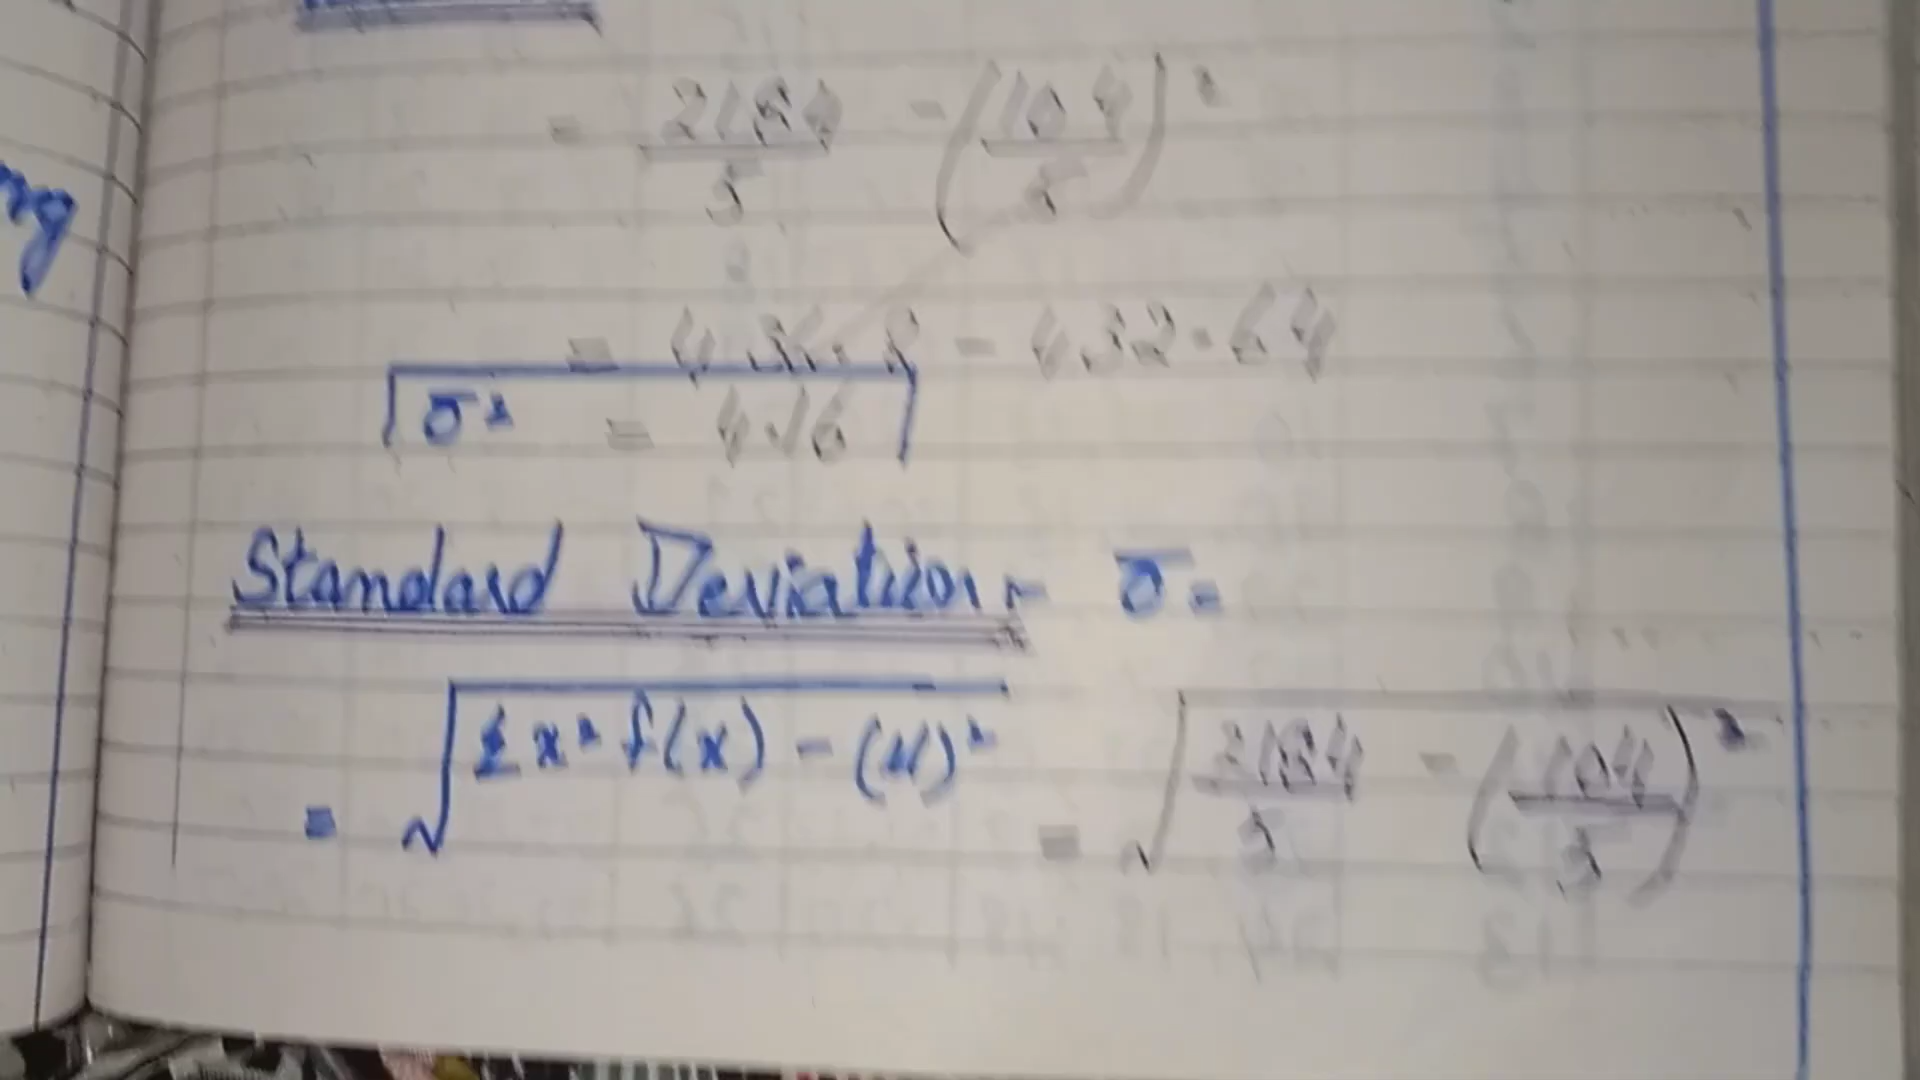 ng
= 2184/5 - (104/5)²
= 436.8 - 432.64
σ² = 4.16
Standard Deviation :- σ =
= √(Σx² f(x) - (μ)²) = √(2184/5 - (104/5)²)